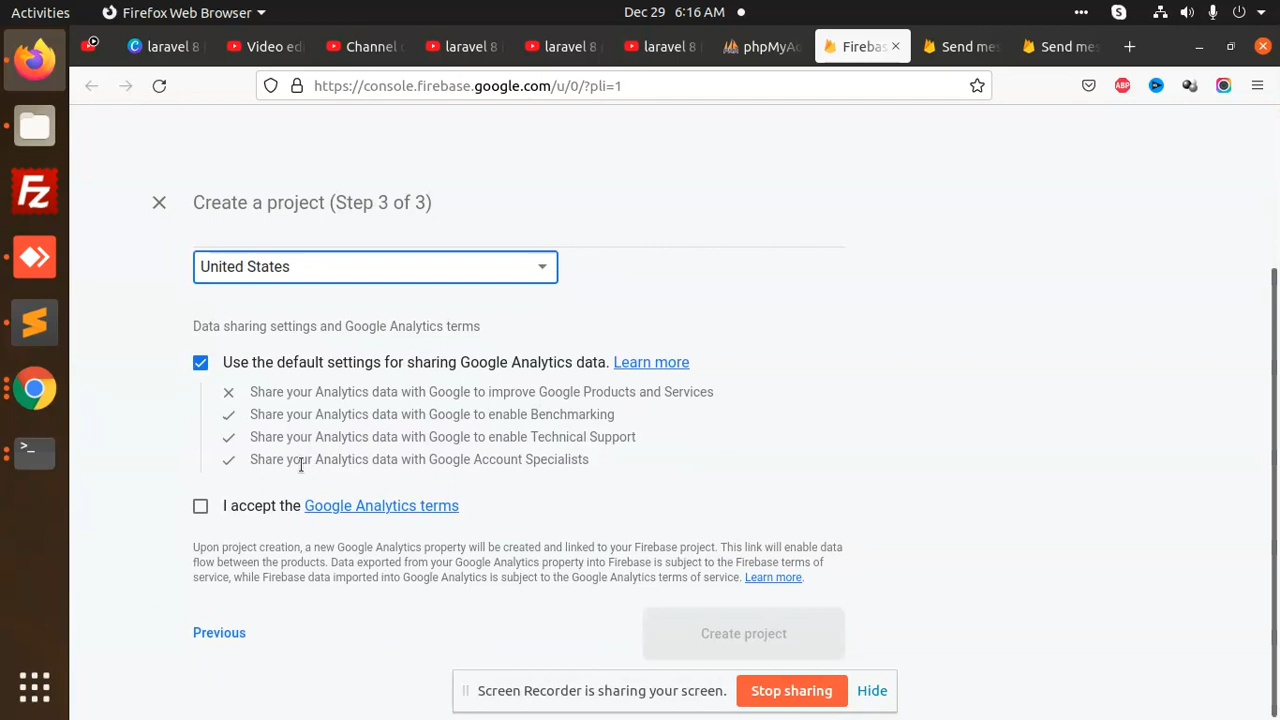 Activities
Firefox Web Browser
Dec 29 6:16 AM
laravel 8
Video ed
Channel
laravel 8
laravel 8
laravel 8
phpMyAd
Fireba
Send me
Send me
https://console.firebase.google.com/u/0/?pli=1
ABP
Create a project (Step 3 of 3)
United States
Data sharing settings and Google Analytics terms
Use the default settings for sharing Google Analytics data. Learn more
Share your Analytics data with Google to improve Google Products and Services
Share your Analytics data with Google to enable Benchmarking
Share your Analytics data with Google to enable Technical Support
Share your Analytics data with Google Account Specialists
I accept the Google Analytics terms
Upon project creation, a new Google Analytics property will be created and linked to your Firebase project. This link will enable data
flow between the products. Data exported from your Google Analytics property into Firebase is subject to the Firebase terms of
service, while Firebase data imported into Google Analytics is subject to the Google Analytics terms of service. Learn more.
Previous
Create project
Screen Recorder is sharing your screen.
Stop sharing
Hide